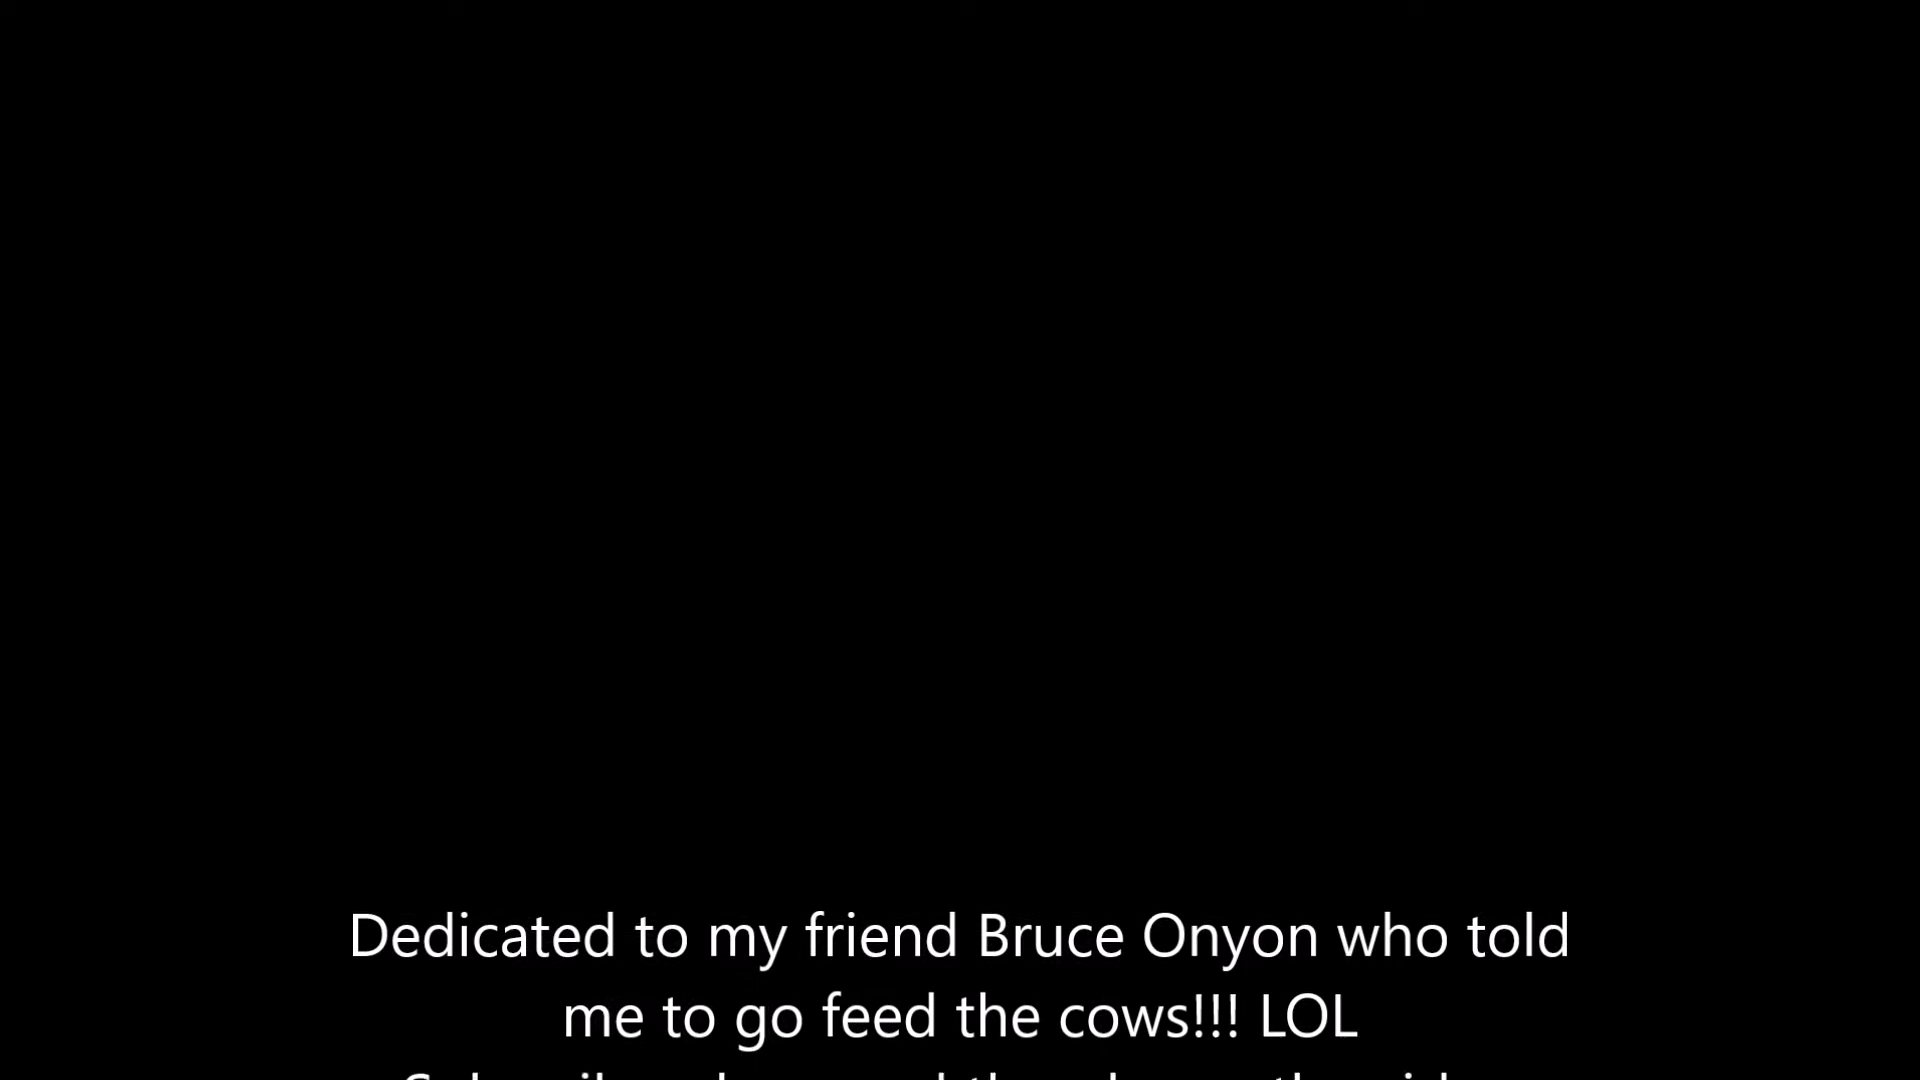 Dedicated to my friend Bruce Onyon who told
me to go feed the cows!!! LOL